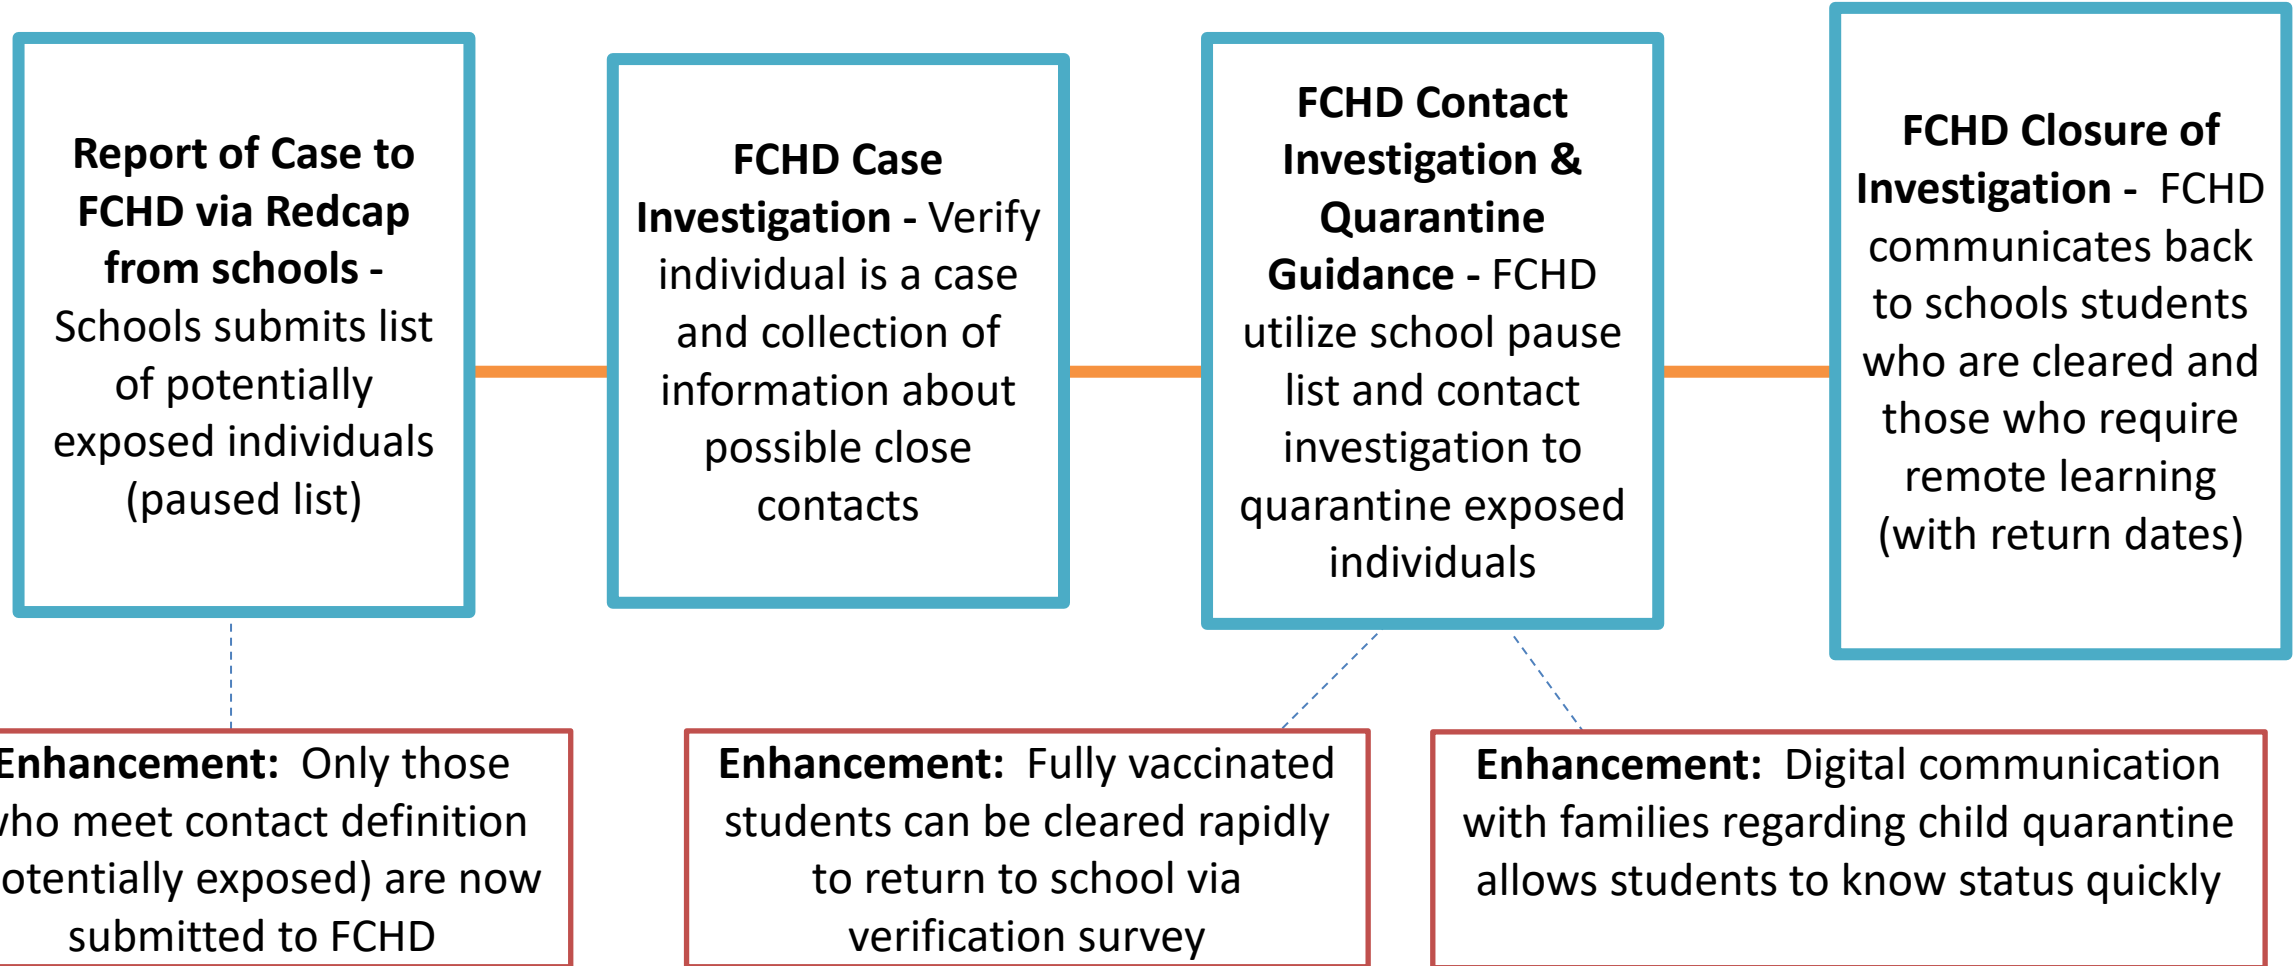 Report of Case to
FCHD via Redcap
from schools -
Schools submits list
of potentially
exposed individuals
(paused list)
FCHD Case
Investigation - Verify
individual is a case
and collection of
information about
possible close
contacts
FCHD Contact
Investigation &
Quarantine
Guidance - FCHD
utilize school pause
list and contact
investigation to
quarantine exposed
individuals
FCHD Closure of
Investigation - FCHD
communicates back
to schools students
who are cleared and
those who require
remote learning
(with return dates)
Enhancement: Only those
who meet contact definition
otentially exposed) are now
submitted to FCHD
Enhancement: Fully vaccinated
students can be cleared rapidly
to return to school via
verification survey
Enhancement: Digital communication
with families regarding child quarantine
allows students to know status quickly